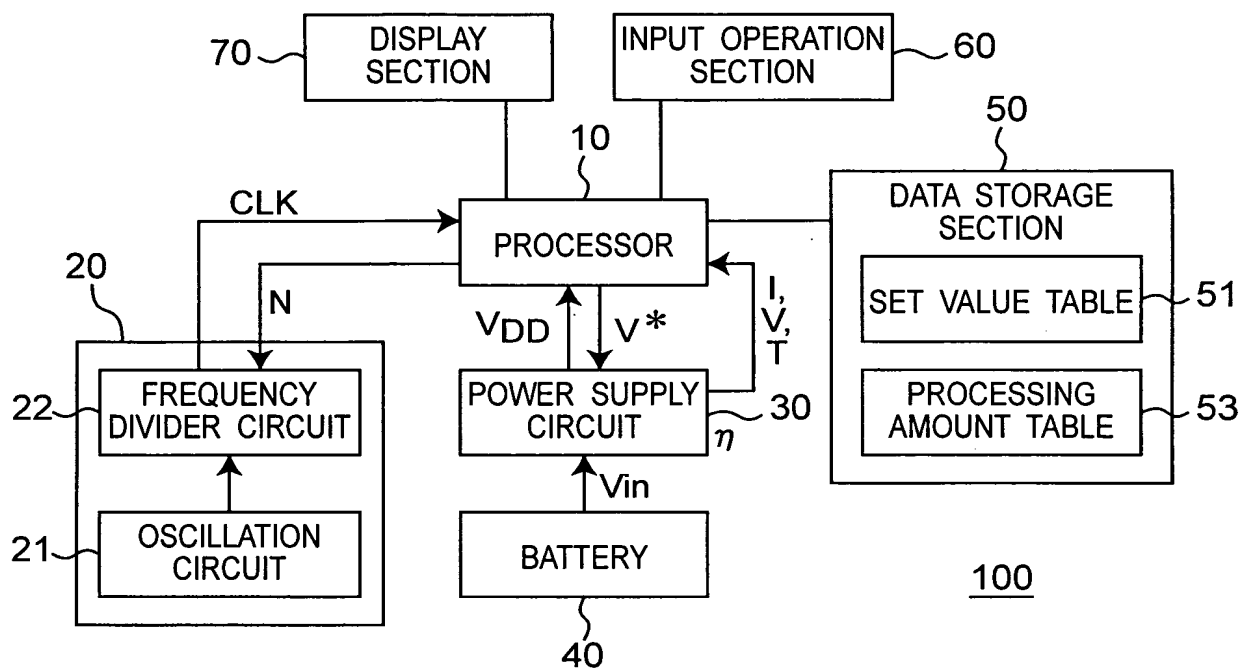 70
DISPLAY
SECTION
INPUT OPERATION
SECTION
60
10
50
CLK
PROCESSOR
DATA STORAGE
SECTION
20
N
VDD
V*
I,
V,
T
SET VALUE TABLE
51
22
FREQUENCY
DIVIDER CIRCUIT
POWER SUPPLY
CIRCUIT
30
η
PROCESSING
AMOUNT TABLE
53
Vin
21
OSCILLATION
CIRCUIT
BATTERY
40
100